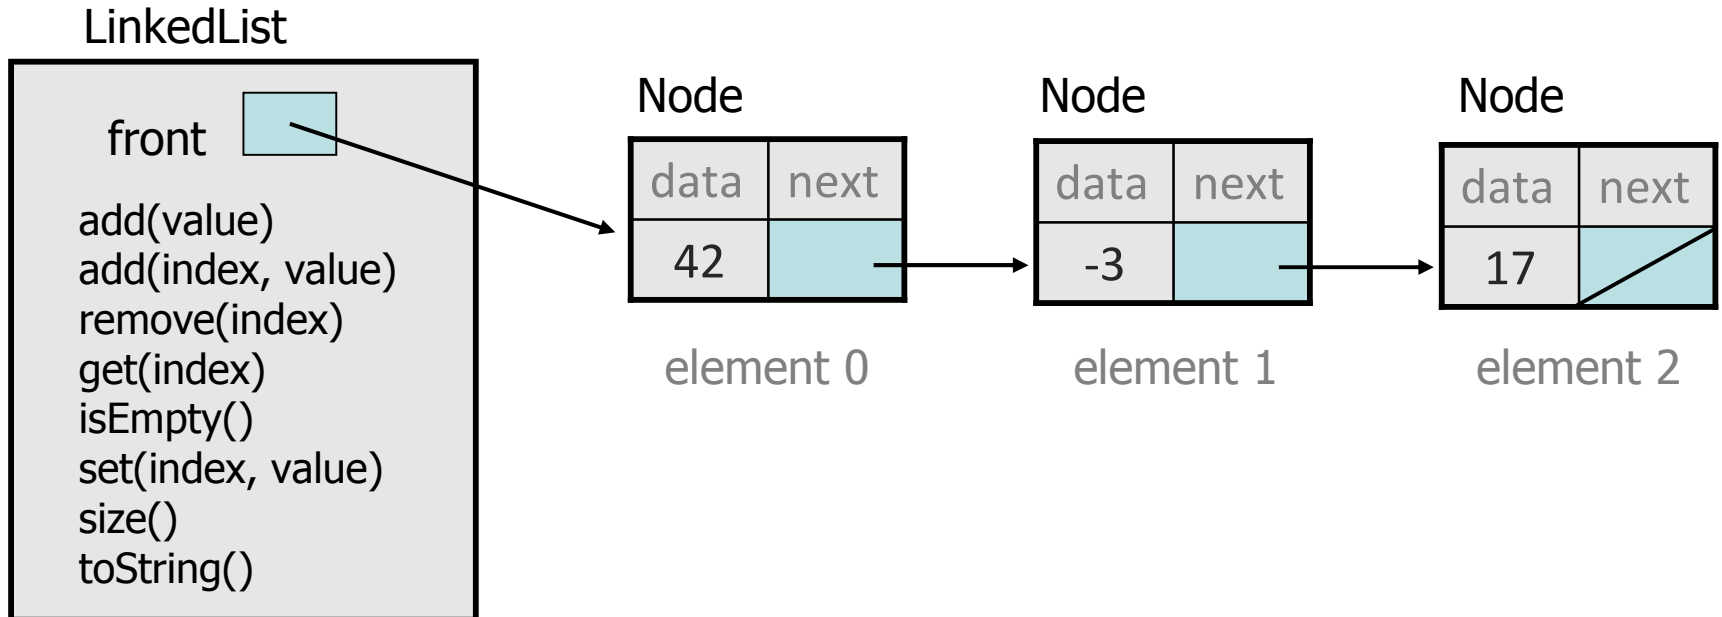 LinkedList
front
add(value)
add(index, value)
remove(index)
get(index)
isEmpty()
set(index, value)
size()
toString()
Node
data next
42
element 0
Node
data next
-3
element 1
Node
data next
17
element 2